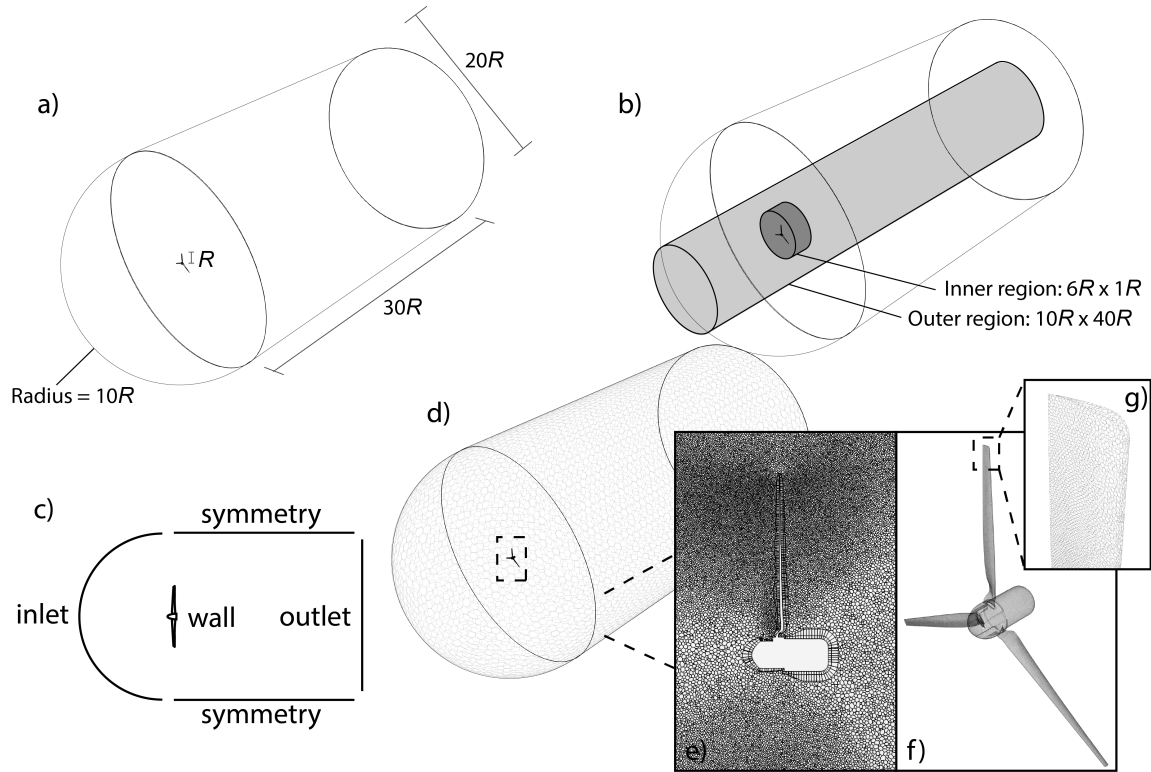 a)
20R
R
30R
Radius = 10R
b)
Inner region: 6R x 1R
Outer region: 10R x 40R
c)
symmetry
inlet
wall
outlet
symmetry
d)
e)
f)
g)